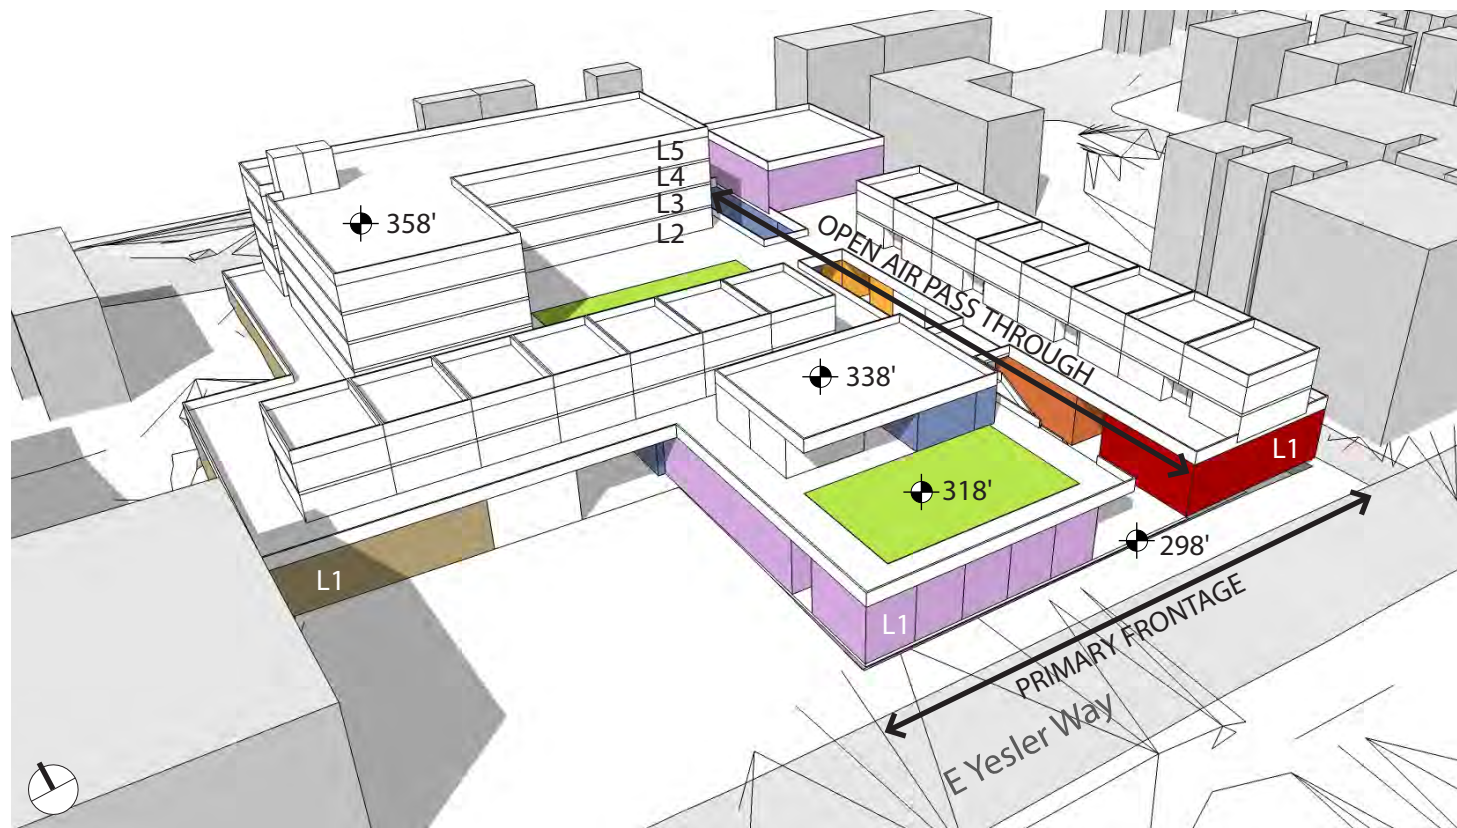 L5
L4
L3
L2
358'
OPEN AIR PASS THROUGH
338'
L1
318'
298'
L1
L1
PRIMARY FRONTAGE
E Yesler Way